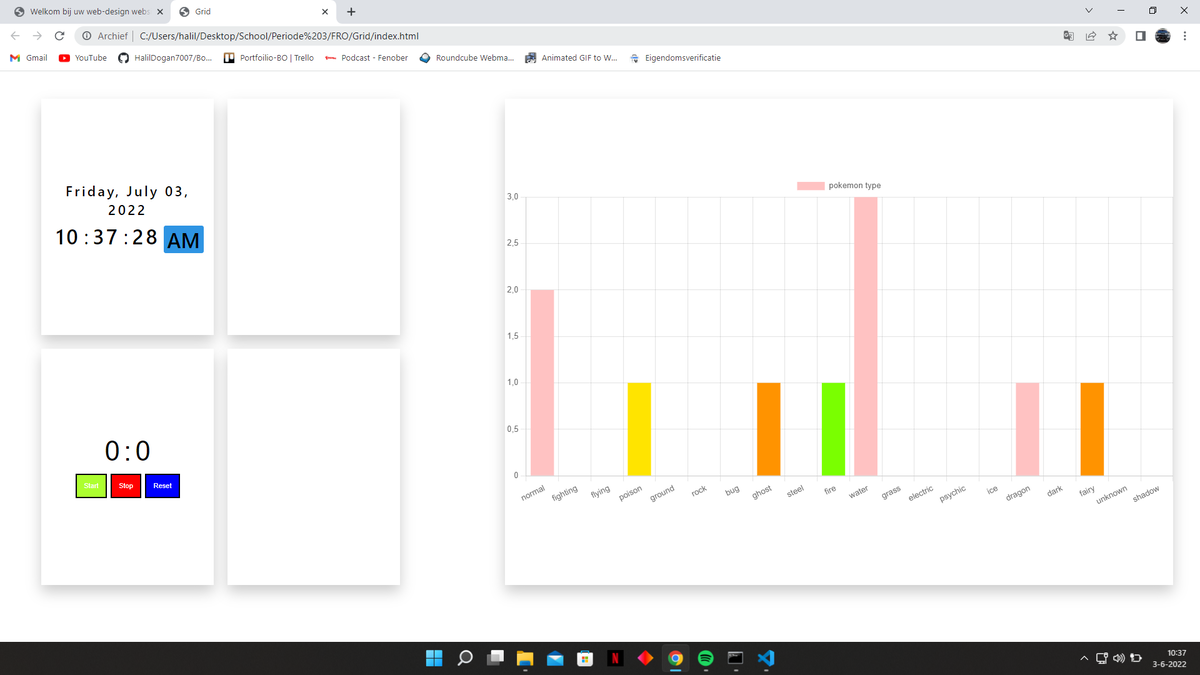 Welkom bij uw web-design webs
Grid
Archief
C:/Users/halil/Desktop/School/Periode%203/FRO/Grid/index.html
Gmail
YouTube
HalilDogan7007/Bo...
Portfoilio-BO | Trello
Podcast - Fenober
Roundcube Webma...
Animated GIF to W...
Eigendomsverificatie
Friday, July 03,
2022
10 : 37 : 28 AM
0:0
Start Stop Reset
pokemon type
3,0
2,5
2,0
1,5
1,0
0,5
0
normal fighting flying poison ground rock bug ghost steel fire water grass electric psychic ice dragon dark fairy unknown shadow
N
10:37
3-6-2022